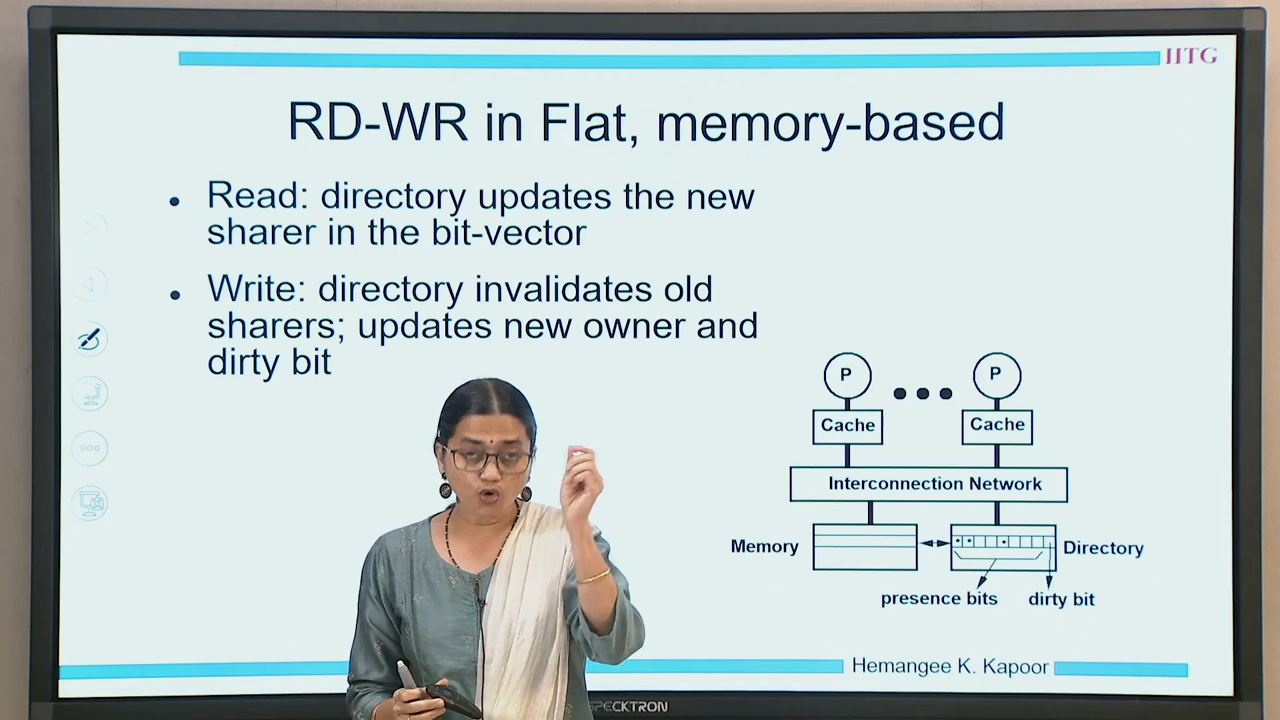 IITG
RD-WR in Flat, memory-based
• Read: directory updates the new
sharer in the bit-vector
• Write: directory invalidates old
sharers; updates new owner and
dirty bit
P
P
Cache
Cache
Interconnection Network
Memory
Directory
presence bits
dirty bit
Hemangee K. Kapoor
SPECKTRON